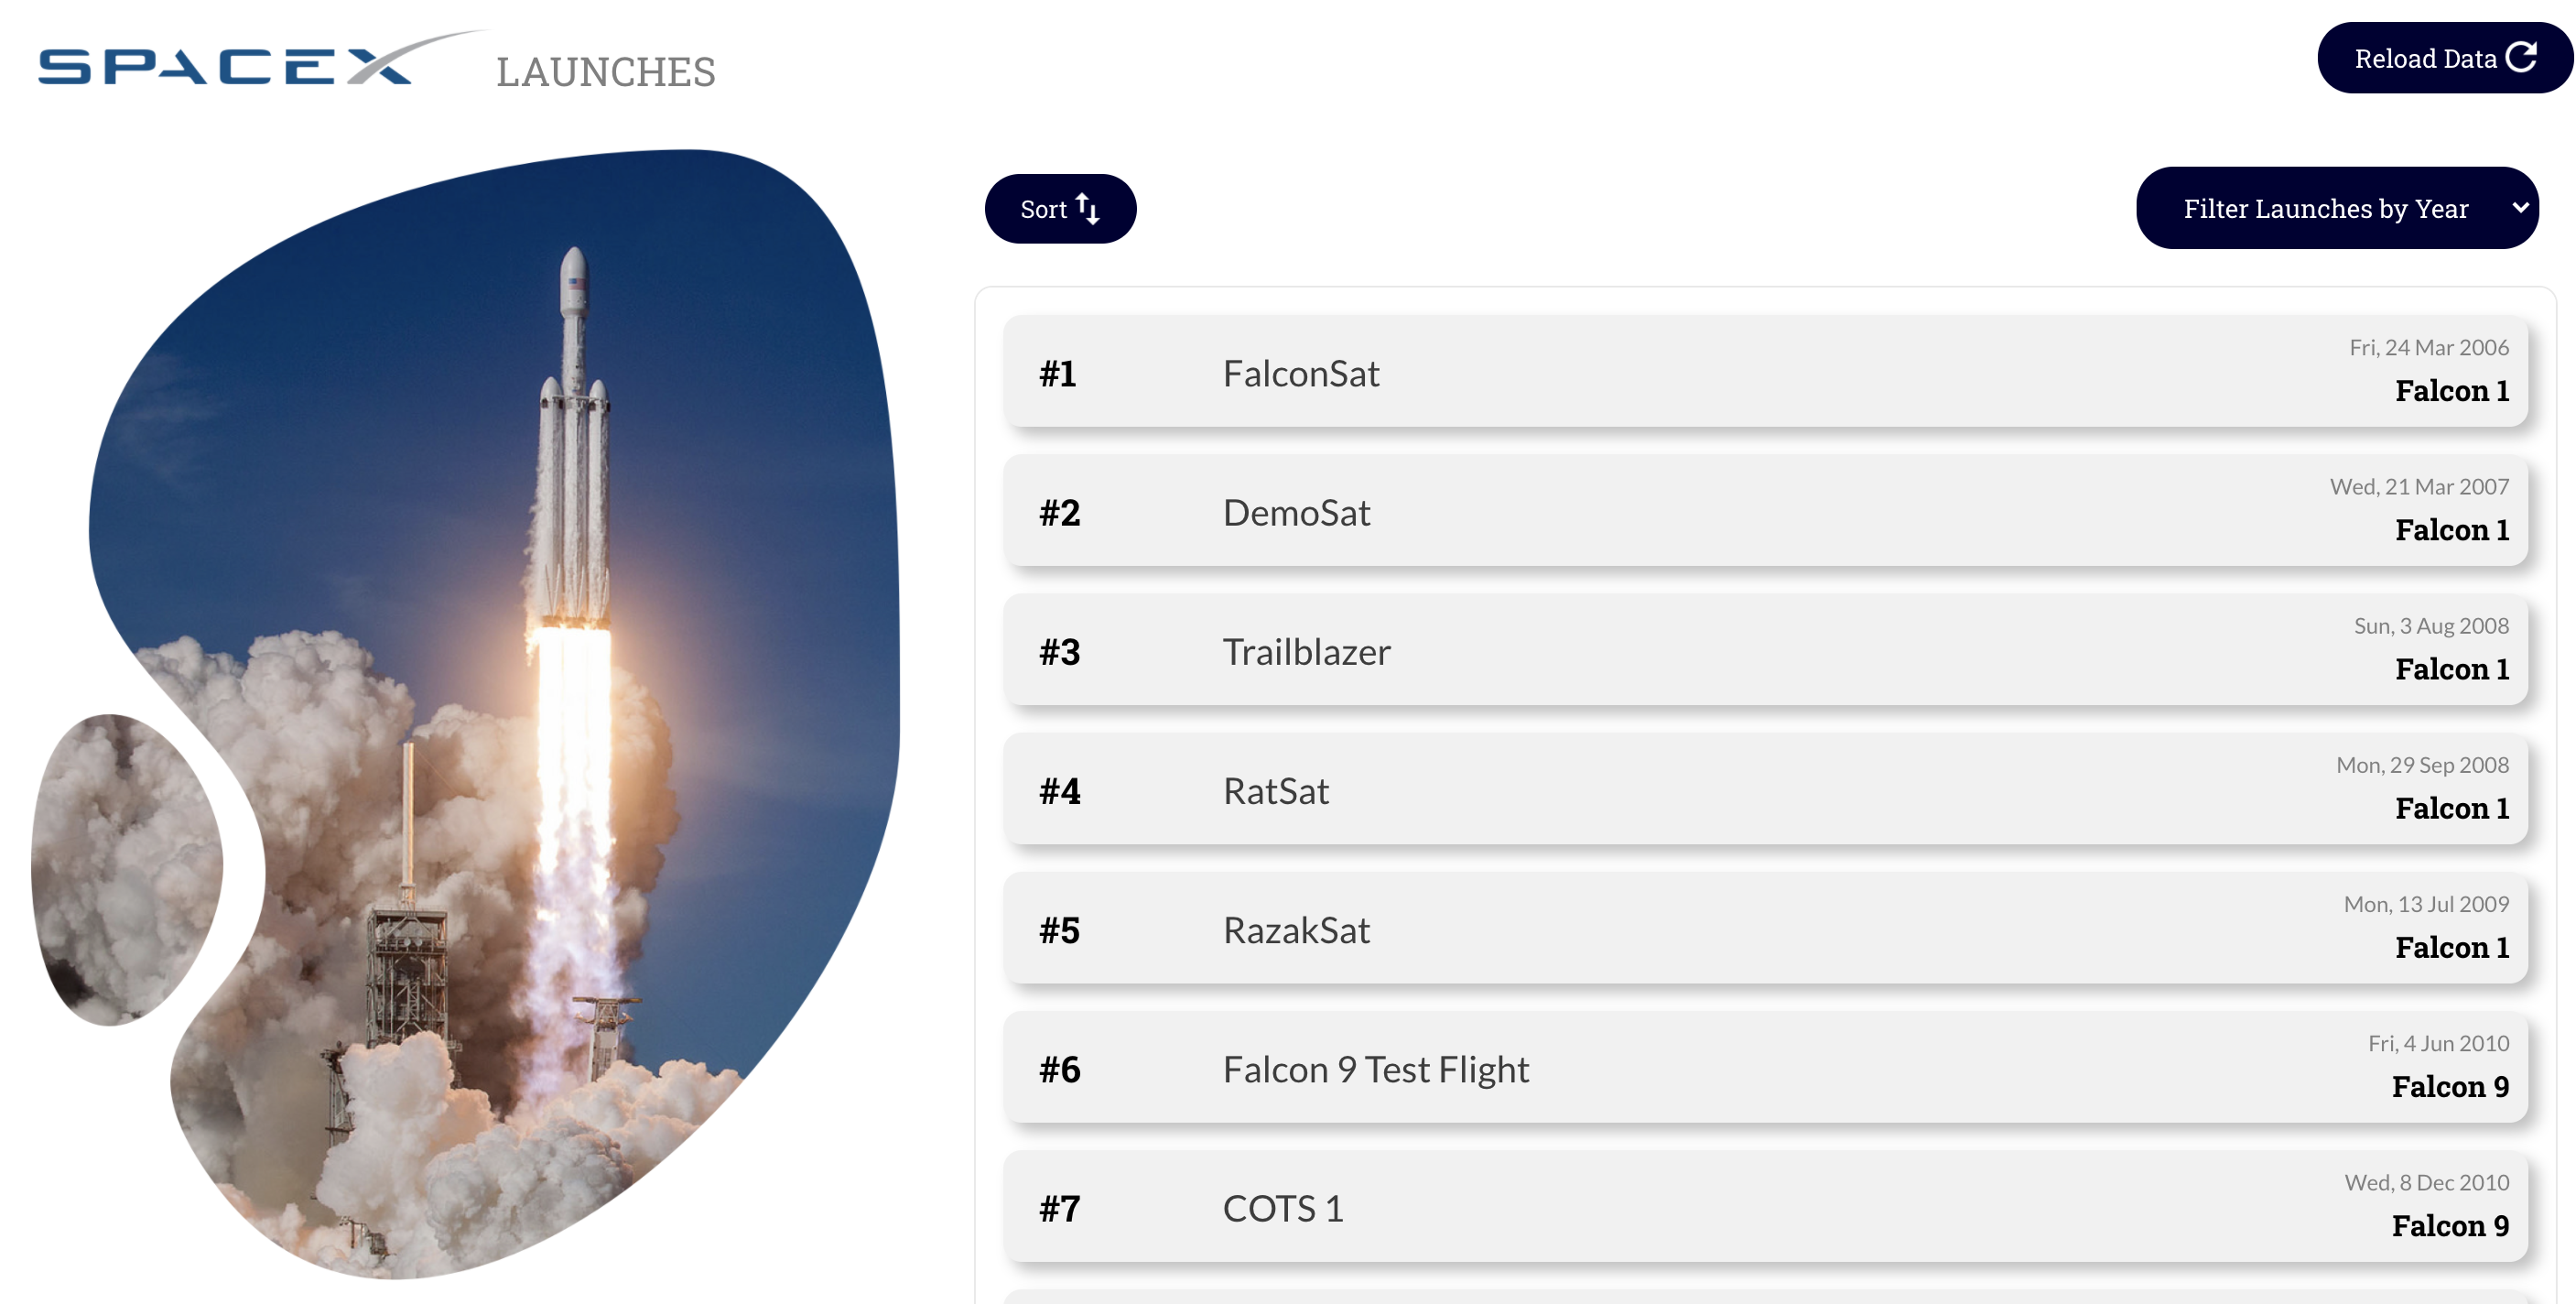 SPACEX LAUNCHES
Reload Data
Sort
Filter Launches by Year
#1 FalconSat Fri, 24 Mar 2006
Falcon 1
#2 DemoSat Wed, 21 Mar 2007
Falcon 1
#3 Trailblazer Sun, 3 Aug 2008
Falcon 1
#4 RatSat Mon, 29 Sep 2008
Falcon 1
#5 RazakSat Mon, 13 Jul 2009
Falcon 1
#6 Falcon 9 Test Flight Fri, 4 Jun 2010
Falcon 9
#7 COTS 1 Wed, 8 Dec 2010
Falcon 9